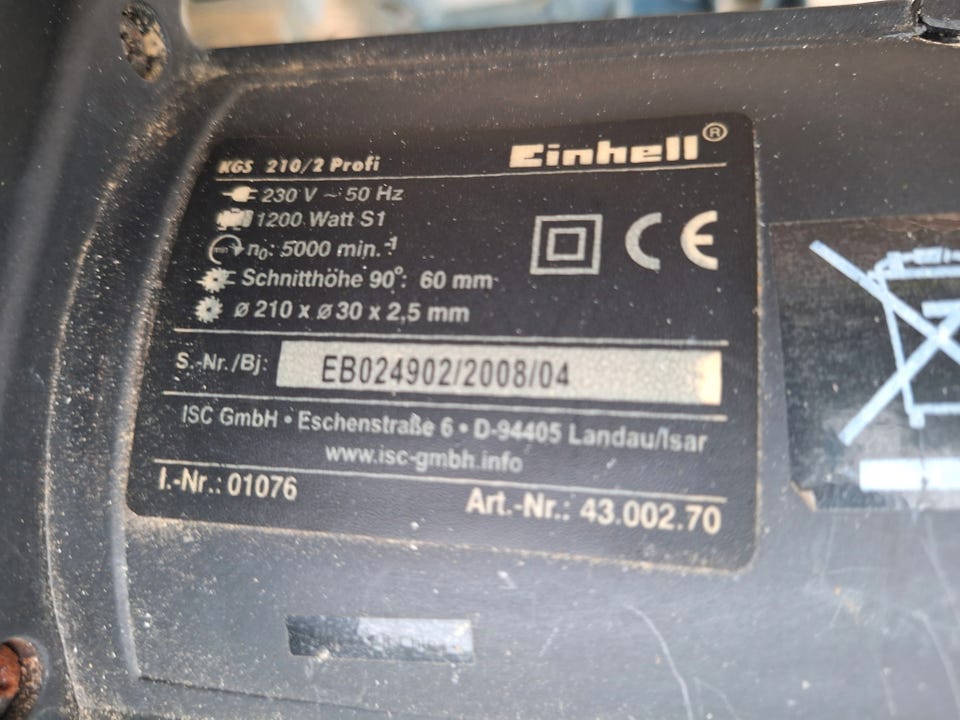 KGS 210/2 Profi
Einhell®
230 V ~ 50 Hz
1200 Watt S1
n₀: 5000 min.⁻¹
Schnitthöhe 90°: 60 mm
ø 210 x ø 30 x 2,5 mm
CE
S.-Nr./Bj: EB024902/2008/04
ISC GmbH • Eschenstraße 6 • D-94405 Landau/Isar
www.isc-gmbh.info
I.-Nr.: 01076
Art.-Nr.: 43.002.70